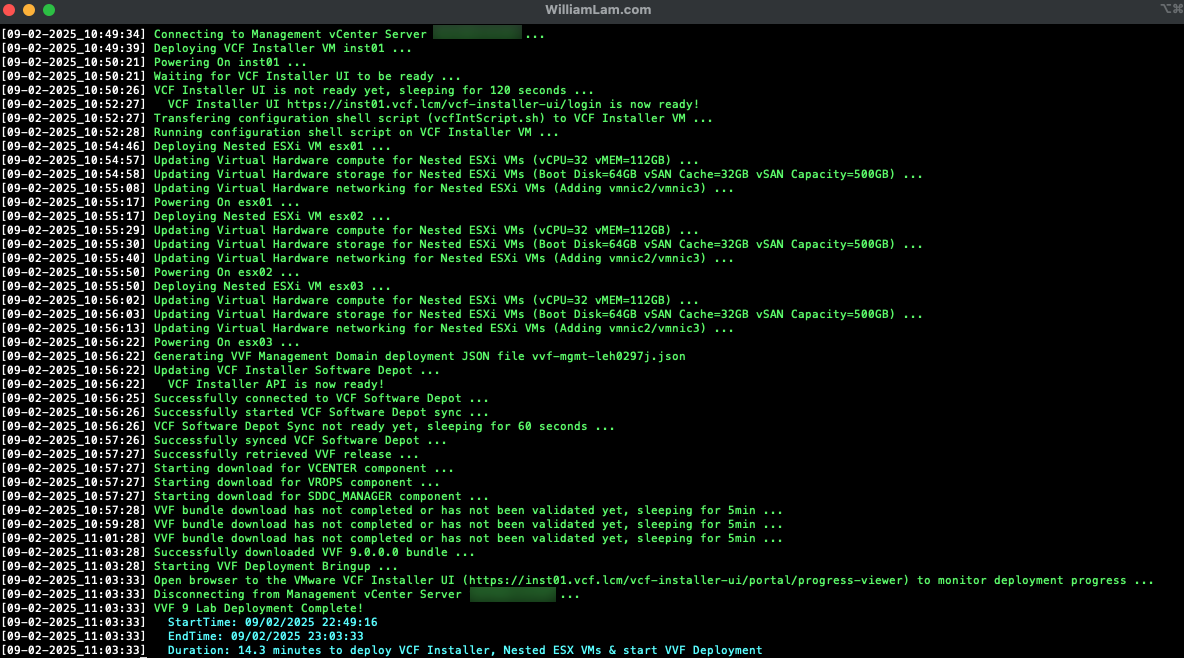 WilliamLam.com
⌥⌘
[09-02-2025_10:49:34] Connecting to Management vCenter Server ...
[09-02-2025_10:49:39] Deploying VCF Installer VM inst01 ...
[09-02-2025_10:50:21] Powering On inst01 ...
[09-02-2025_10:50:21] Waiting for VCF Installer UI to be ready ...
[09-02-2025_10:50:26] VCF Installer UI is not ready yet, sleeping for 120 seconds ...
[09-02-2025_10:52:27]   VCF Installer UI https://inst01.vcf.lcm/vcf-installer-ui/login is now ready!
[09-02-2025_10:52:27] Transfering configuration shell script (vcfIntScript.sh) to VCF Installer VM ...
[09-02-2025_10:52:28] Running configuration shell script on VCF Installer VM ...
[09-02-2025_10:54:46] Deploying Nested ESXi VM esx01 ...
[09-02-2025_10:54:57] Updating Virtual Hardware compute for Nested ESXi VMs (vCPU=32 vMEM=112GB) ...
[09-02-2025_10:54:58] Updating Virtual Hardware storage for Nested ESXi VMs (Boot Disk=64GB vSAN Cache=32GB vSAN Capacity=500GB) ...
[09-02-2025_10:55:08] Updating Virtual Hardware networking for Nested ESXi VMs (Adding vmnic2/vmnic3) ...
[09-02-2025_10:55:17] Powering On esx01 ...
[09-02-2025_10:55:17] Deploying Nested ESXi VM esx02 ...
[09-02-2025_10:55:29] Updating Virtual Hardware compute for Nested ESXi VMs (vCPU=32 vMEM=112GB) ...
[09-02-2025_10:55:30] Updating Virtual Hardware storage for Nested ESXi VMs (Boot Disk=64GB vSAN Cache=32GB vSAN Capacity=500GB) ...
[09-02-2025_10:55:40] Updating Virtual Hardware networking for Nested ESXi VMs (Adding vmnic2/vmnic3) ...
[09-02-2025_10:55:50] Powering On esx02 ...
[09-02-2025_10:55:50] Deploying Nested ESXi VM esx03 ...
[09-02-2025_10:56:02] Updating Virtual Hardware compute for Nested ESXi VMs (vCPU=32 vMEM=112GB) ...
[09-02-2025_10:56:03] Updating Virtual Hardware storage for Nested ESXi VMs (Boot Disk=64GB vSAN Cache=32GB vSAN Capacity=500GB) ...
[09-02-2025_10:56:13] Updating Virtual Hardware networking for Nested ESXi VMs (Adding vmnic2/vmnic3) ...
[09-02-2025_10:56:22] Powering On esx03 ...
[09-02-2025_10:56:22] Generating VVF Management Domain deployment JSON file vvf-mgmt-leh0297j.json
[09-02-2025_10:56:22] Updating VCF Installer Software Depot ...
[09-02-2025_10:56:22]   VCF Installer API is now ready!
[09-02-2025_10:56:25] Successfully connected to VCF Software Depot ...
[09-02-2025_10:56:26] Successfully started VCF Software Depot sync ...
[09-02-2025_10:56:26] VCF Software Depot Sync not ready yet, sleeping for 60 seconds ...
[09-02-2025_10:57:26] Successfully synced VCF Software Depot ...
[09-02-2025_10:57:27] Successfully retrieved VVF release ...
[09-02-2025_10:57:27] Starting download for VCENTER component ...
[09-02-2025_10:57:27] Starting download for VROPS component ...
[09-02-2025_10:57:27] Starting download for SDDC_MANAGER component ...
[09-02-2025_10:57:28] VVF bundle download has not completed or has not been validated yet, sleeping for 5min ...
[09-02-2025_10:59:28] VVF bundle download has not completed or has not been validated yet, sleeping for 5min ...
[09-02-2025_11:01:28] VVF bundle download has not completed or has not been validated yet, sleeping for 5min ...
[09-02-2025_11:03:28] Successfully downloaded VVF 9.0.0.0 bundle ...
[09-02-2025_11:03:28] Starting VVF Deployment Bringup ...
[09-02-2025_11:03:33] Open browser to the VMware VCF Installer UI (https://inst01.vcf.lcm/vcf-installer-ui/portal/progress-viewer) to monitor deployment progress ...
[09-02-2025_11:03:33] Disconnecting from Management vCenter Server ...
[09-02-2025_11:03:33] VVF 9 Lab Deployment Complete!
[09-02-2025_11:03:33]   StartTime: 09/02/2025 22:49:16
[09-02-2025_11:03:33]   EndTime: 09/02/2025 23:03:33
[09-02-2025_11:03:33]   Duration: 14.3 minutes to deploy VCF Installer, Nested ESX VMs & start VVF Deployment